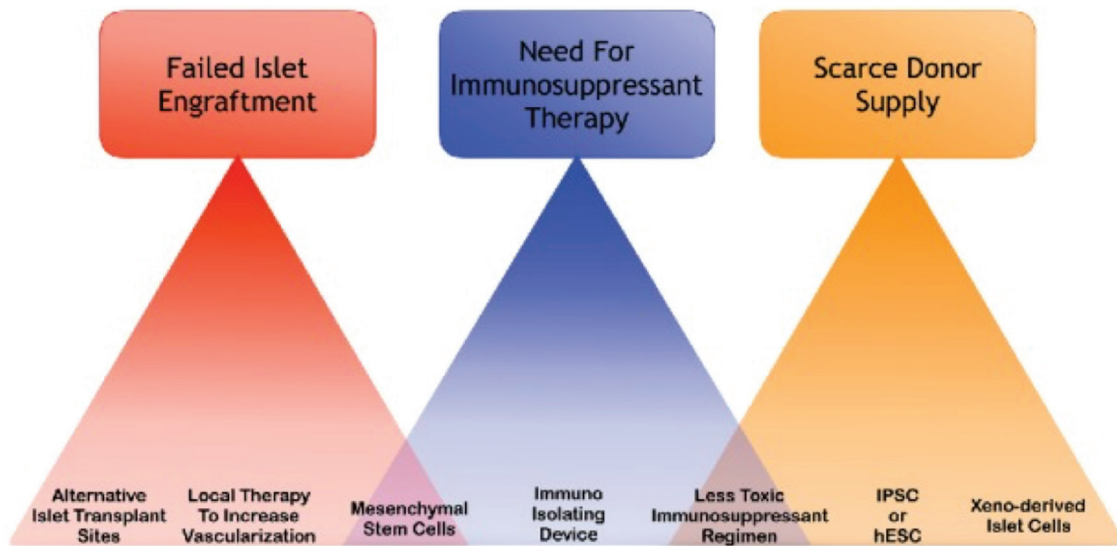 Failed Islet
Engraftment
Need For
Immunosuppressant
Therapy
Scarce Donor
Supply
Alternative
Islet Transplant
Sites
Local Therapy
To Increase
Vascularization
Mesenchymal
Stem Cells
Immuno
Isolating
Device
Less Toxic
Immunosuppressant
Regimen
IPSC
or
hESC
Xeno-derived
Islet Cells